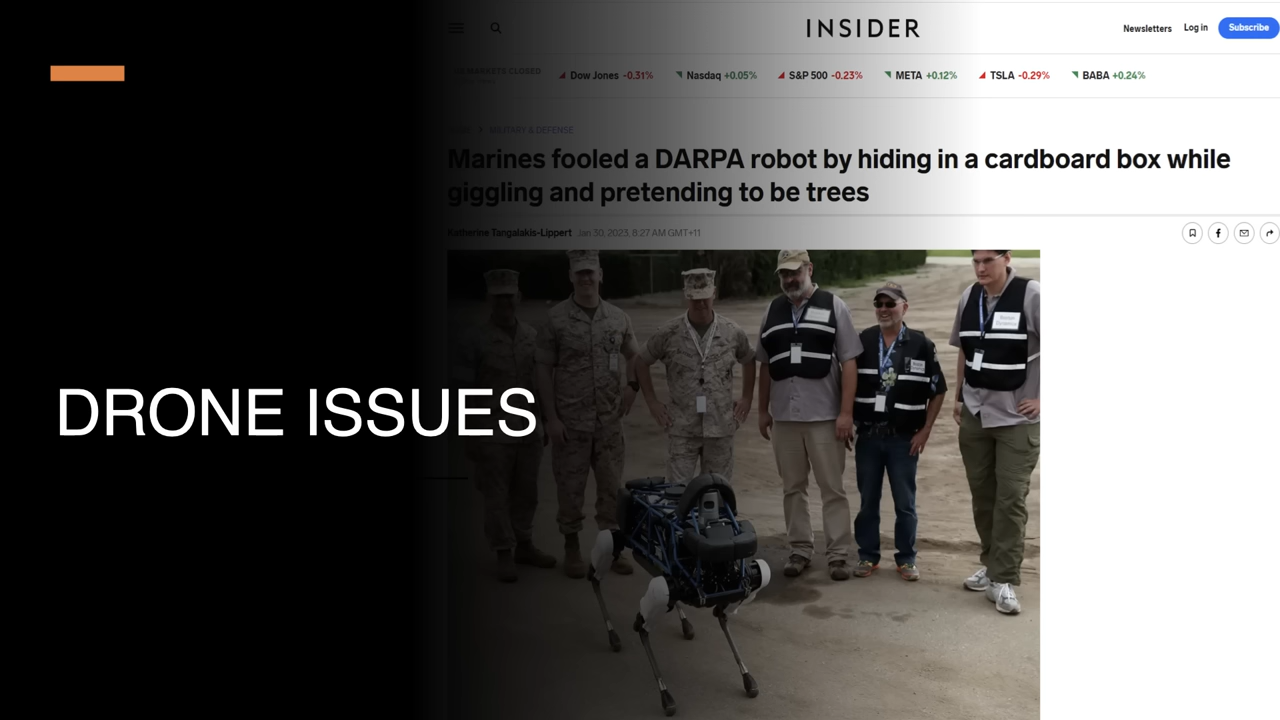 INSIDER
Newsletters Log in Subscribe
MARKETS CLOSED
Dow Jones -0.31% Nasdaq +0.05% S&P 500 -0.23% META +0.12% TSLA -0.29% BABA +0.24%
MILITARY & DEFENSE
Marines fooled a DARPA robot by hiding in a cardboard box while
giggling and pretending to be trees
Katherine Tangalakis-Lippert Jan 30, 2023, 8:27 AM GMT+11
DRONE ISSUES